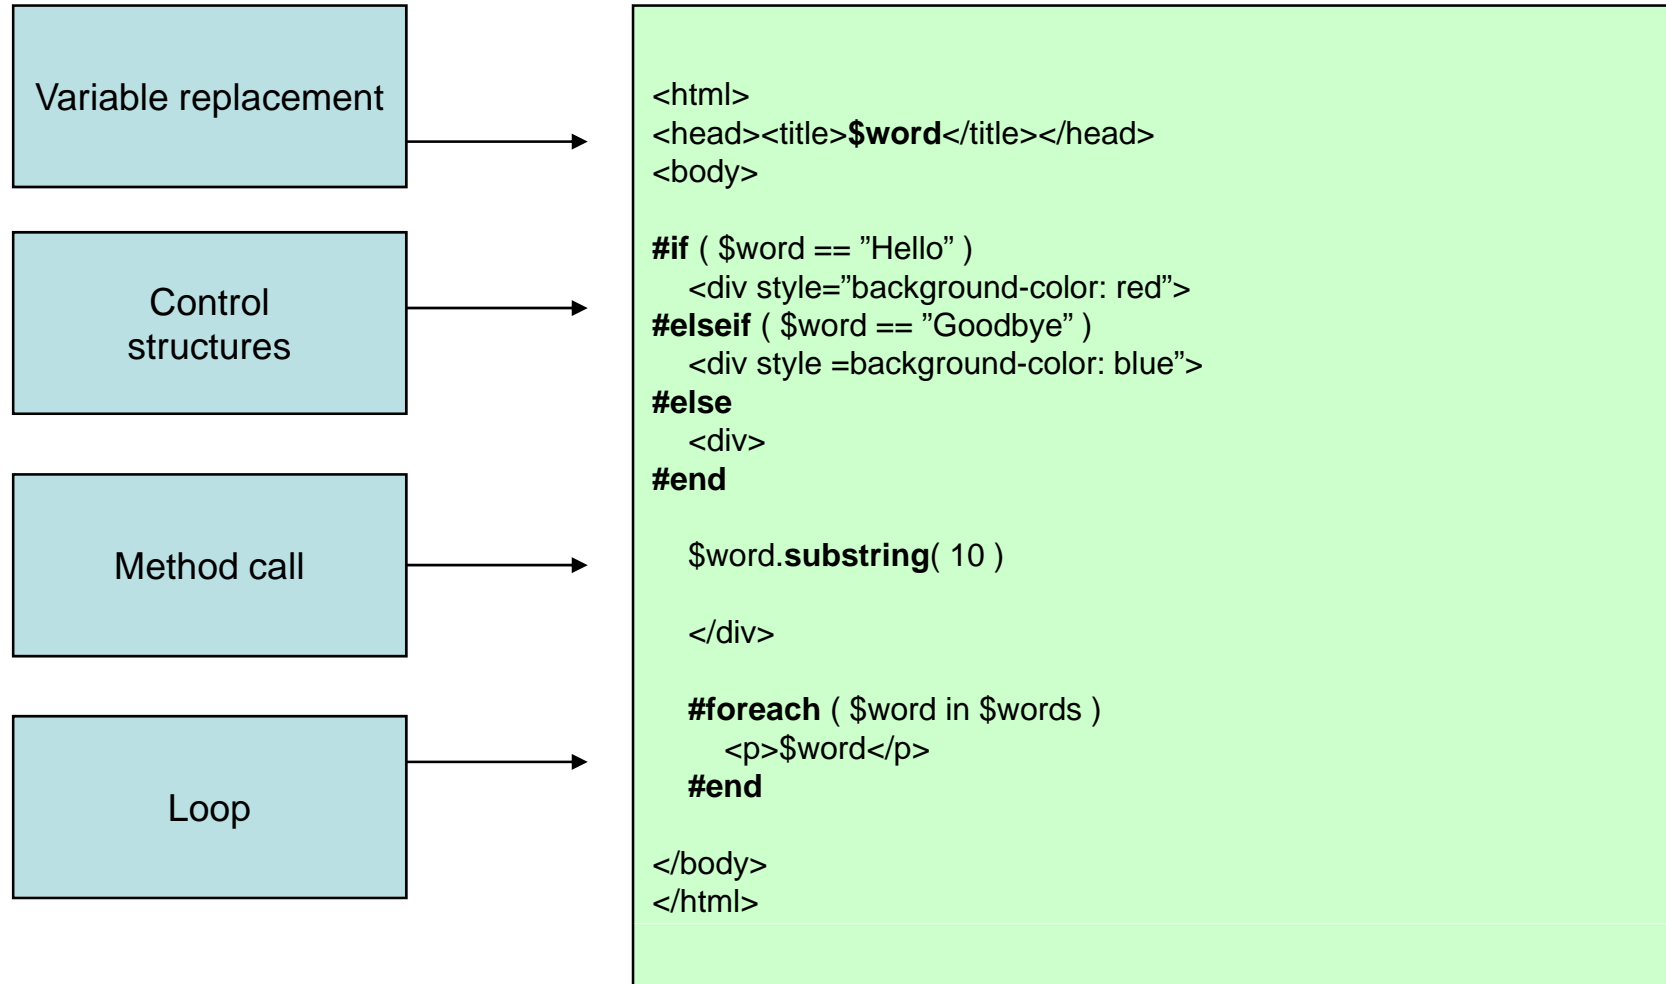 Variable replacement
Control
structures
Method call
Loop
<html>
<head><title>$word</title></head>
<body>
#if ( $word == ”Hello” )
<div style=”background-color: red”>
#elseif ( $word == ”Goodbye” )
<div style =background-color: blue”>
#else
<div>
#end
$word.substring( 10 )
</div>
#foreach ( $word in $words )
<p>$word</p>
#end
</body>
</html>